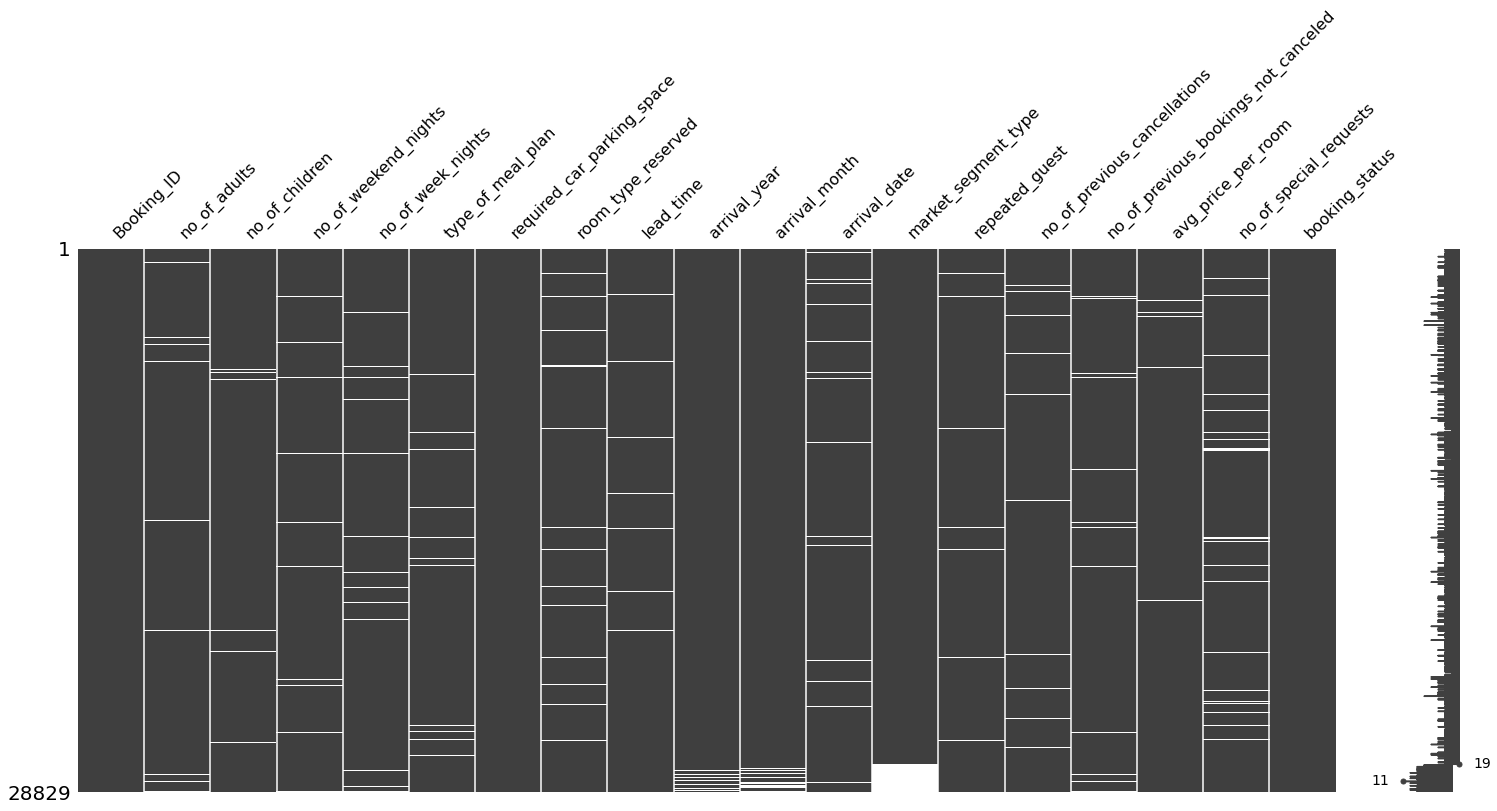 Booking_ID
no_of_adults
no_of_children
no_of_weekend_nights
no_of_week_nights
type_of_meal_plan
required_car_parking_space
room_type_reserved
lead_time
arrival_year
arrival_month
arrival_date
market_segment_type
repeated_guest
no_of_previous_cancellations
no_of_previous_bookings_not_canceled
avg_price_per_room
no_of_special_requests
booking_status
1
28829
19
11